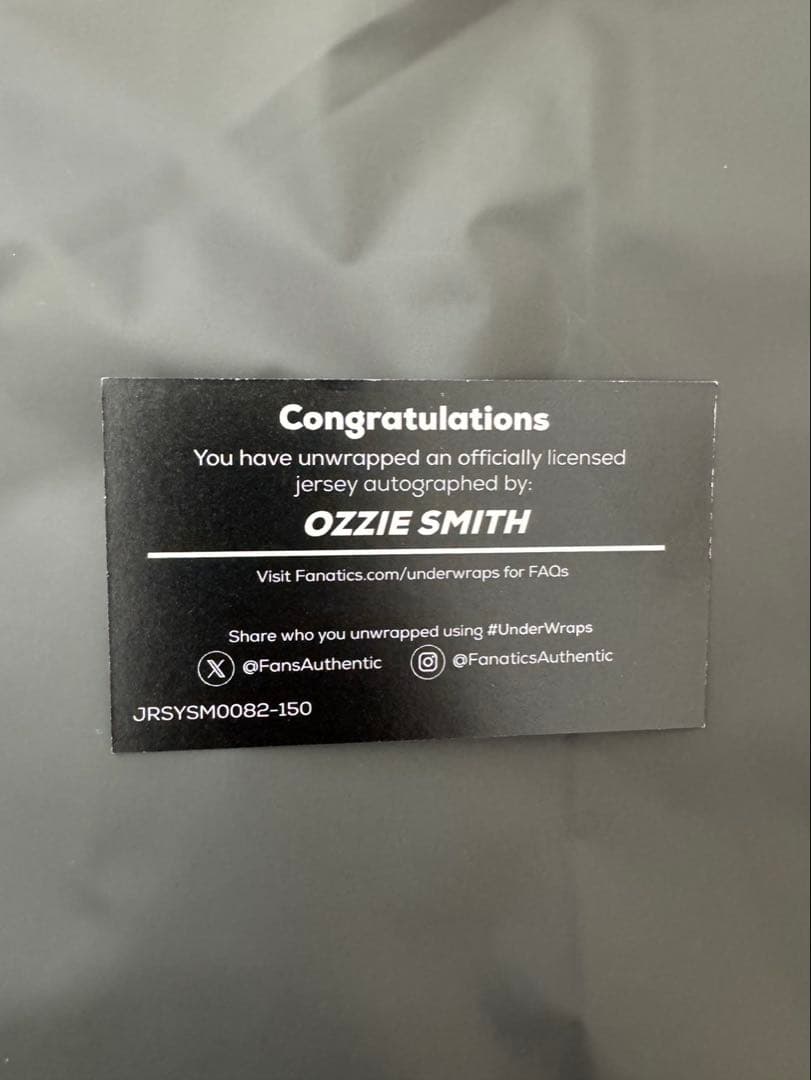 Congratulations
You have unwrapped an officially licensed
jersey autographed by:
OZZIE SMITH
Visit Fanatics.com/underwraps for FAQs
Share who you unwrapped using #UnderWraps
@FansAuthentic @FanaticsAuthentic
JRSYSM0082-150